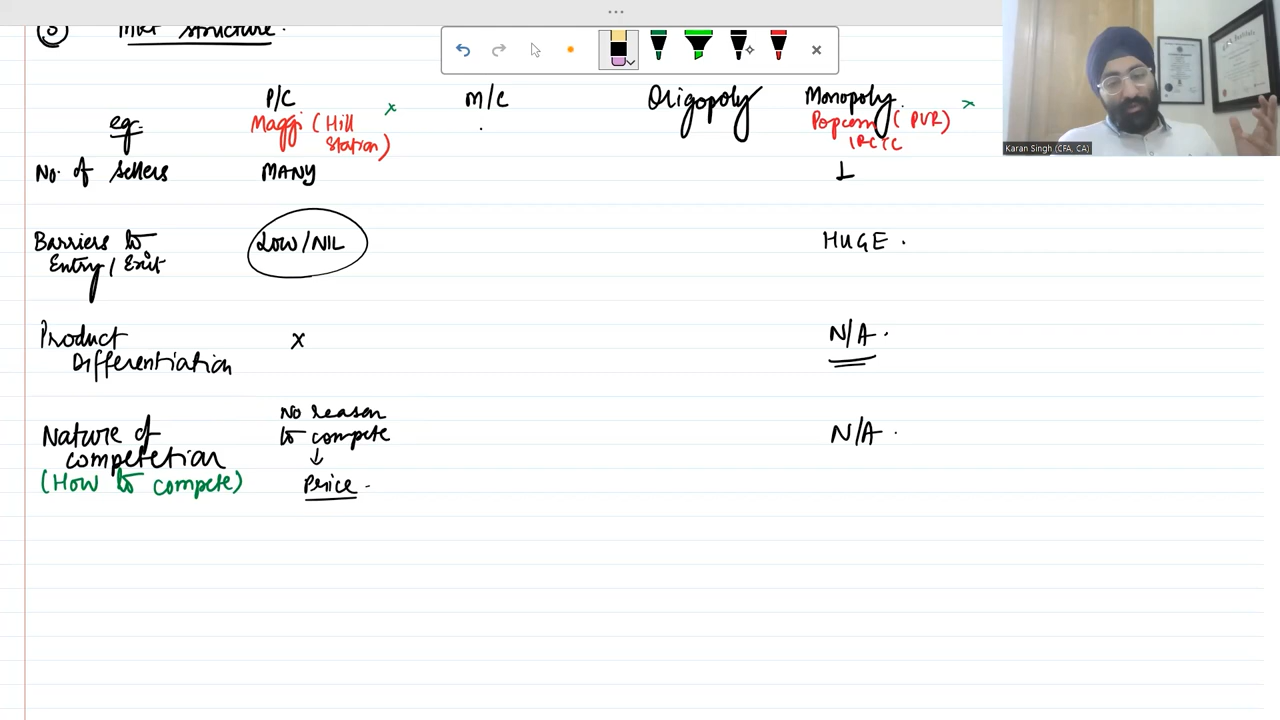 ③ Mkt structure.
P/C M/C Oligopoly Monopoly.
eg. Maggi (Hill Station) x Popcorn (PVR) x
IRCTC
No. of Sellers MANY 1
Barriers to Entry / Exit Low/NIL HUGE.
Product Differentiation x N/A.
Nature of competetion No reason to compete N/A.
(How to compete) ↓ Price.
Karan Singh (CFA, CA)